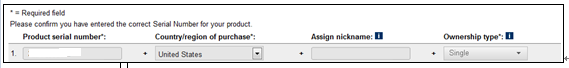 * = Required field
Please confirm you have entered the correct Serial Number for your product.
Product serial number*: Country/region of purchase*: Assign nickname: i Ownership type*: i
1. + United States + + Single